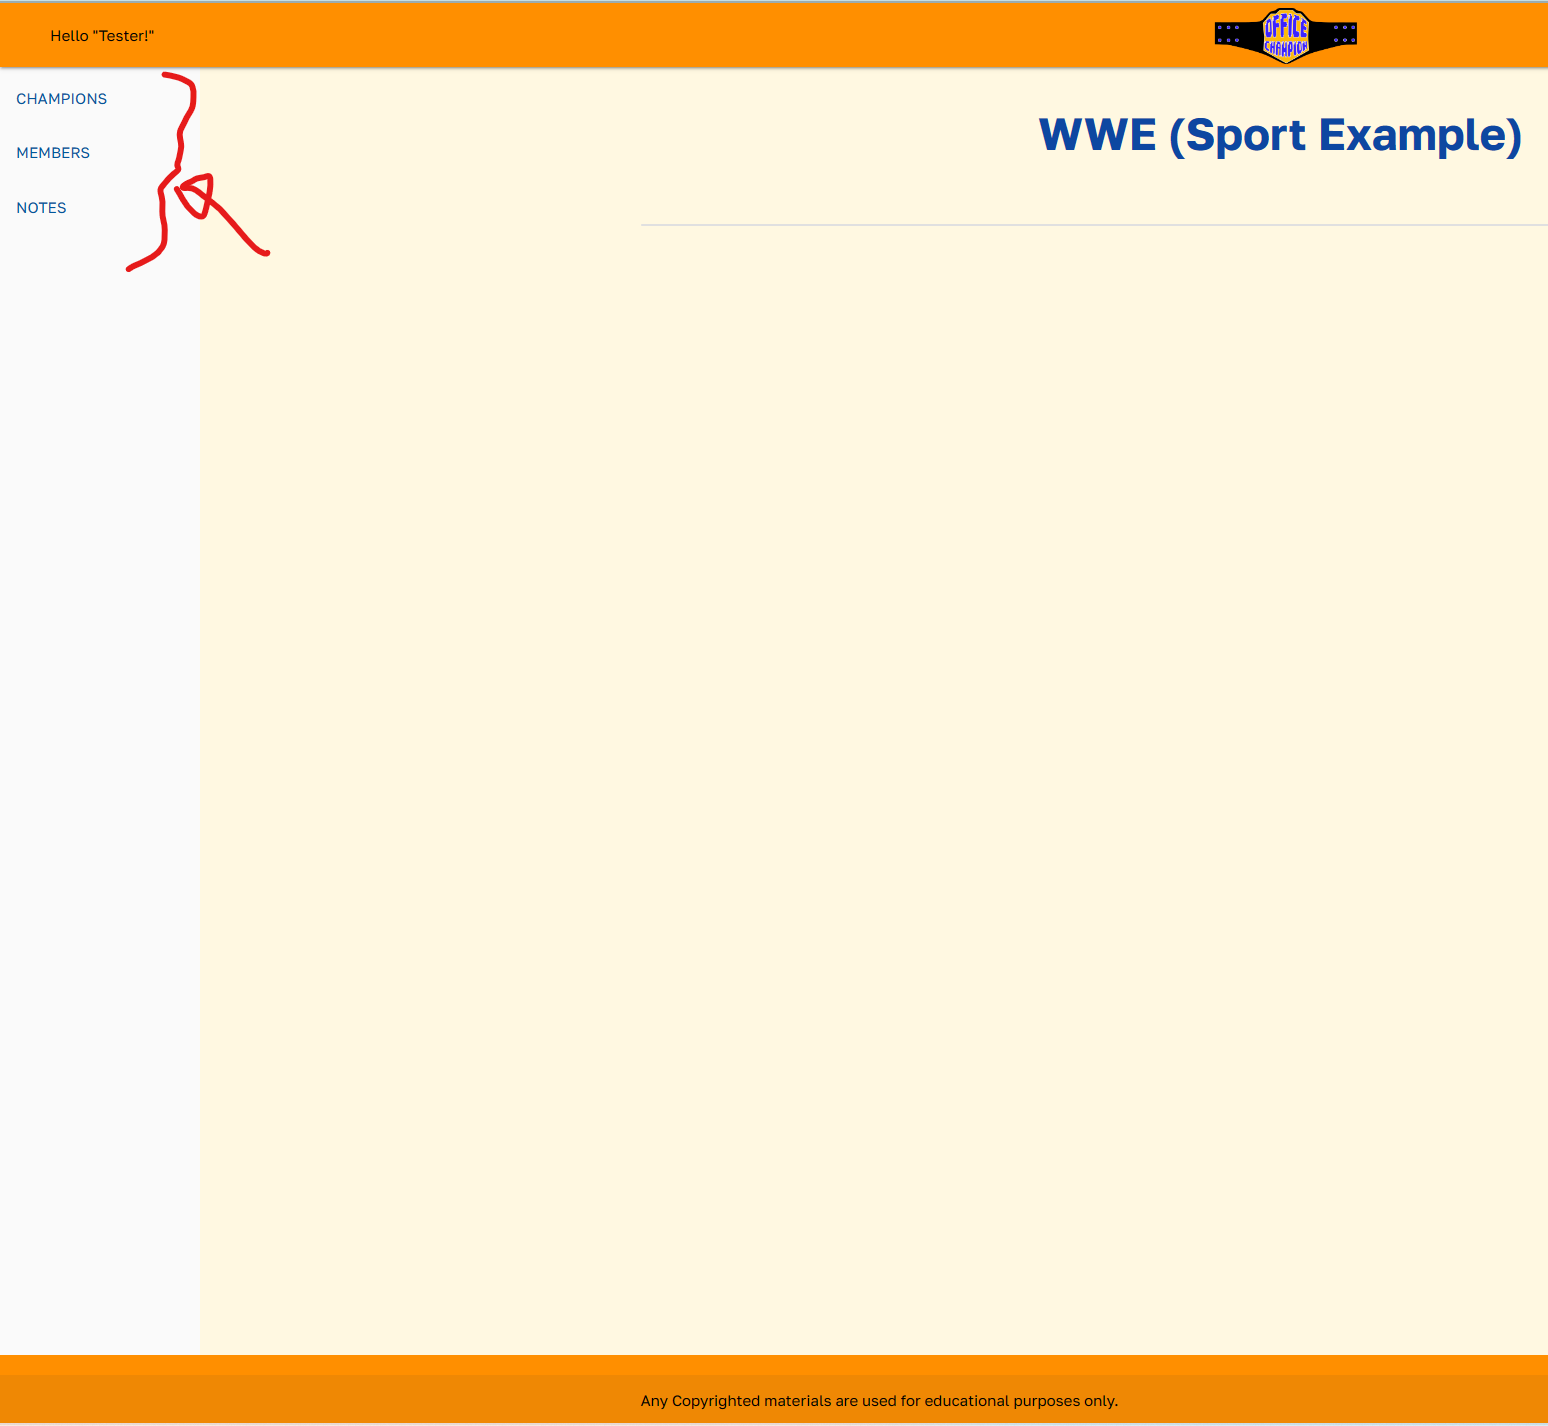 Hello "Tester!"
OFFICE
CHAMPION
CHAMPIONS
MEMBERS
NOTES
WWE (Sport Example)
Any Copyrighted materials are used for educational purposes only.